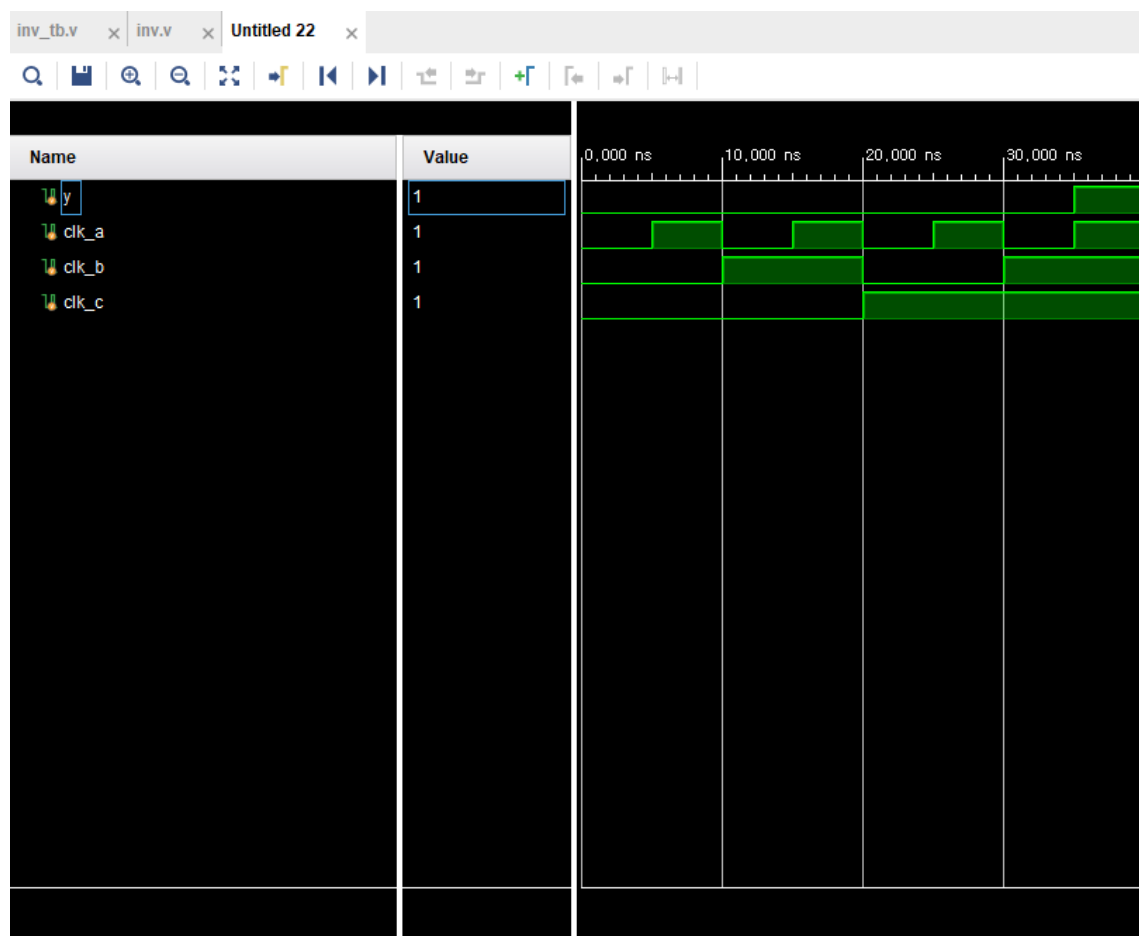 inv_tb.v × inv.v × Untitled 22 ×
Name Value 0,000 ns 10,000 ns 20,000 ns 30,000 ns
y 1
clk_a 1
clk_b 1
clk_c 1